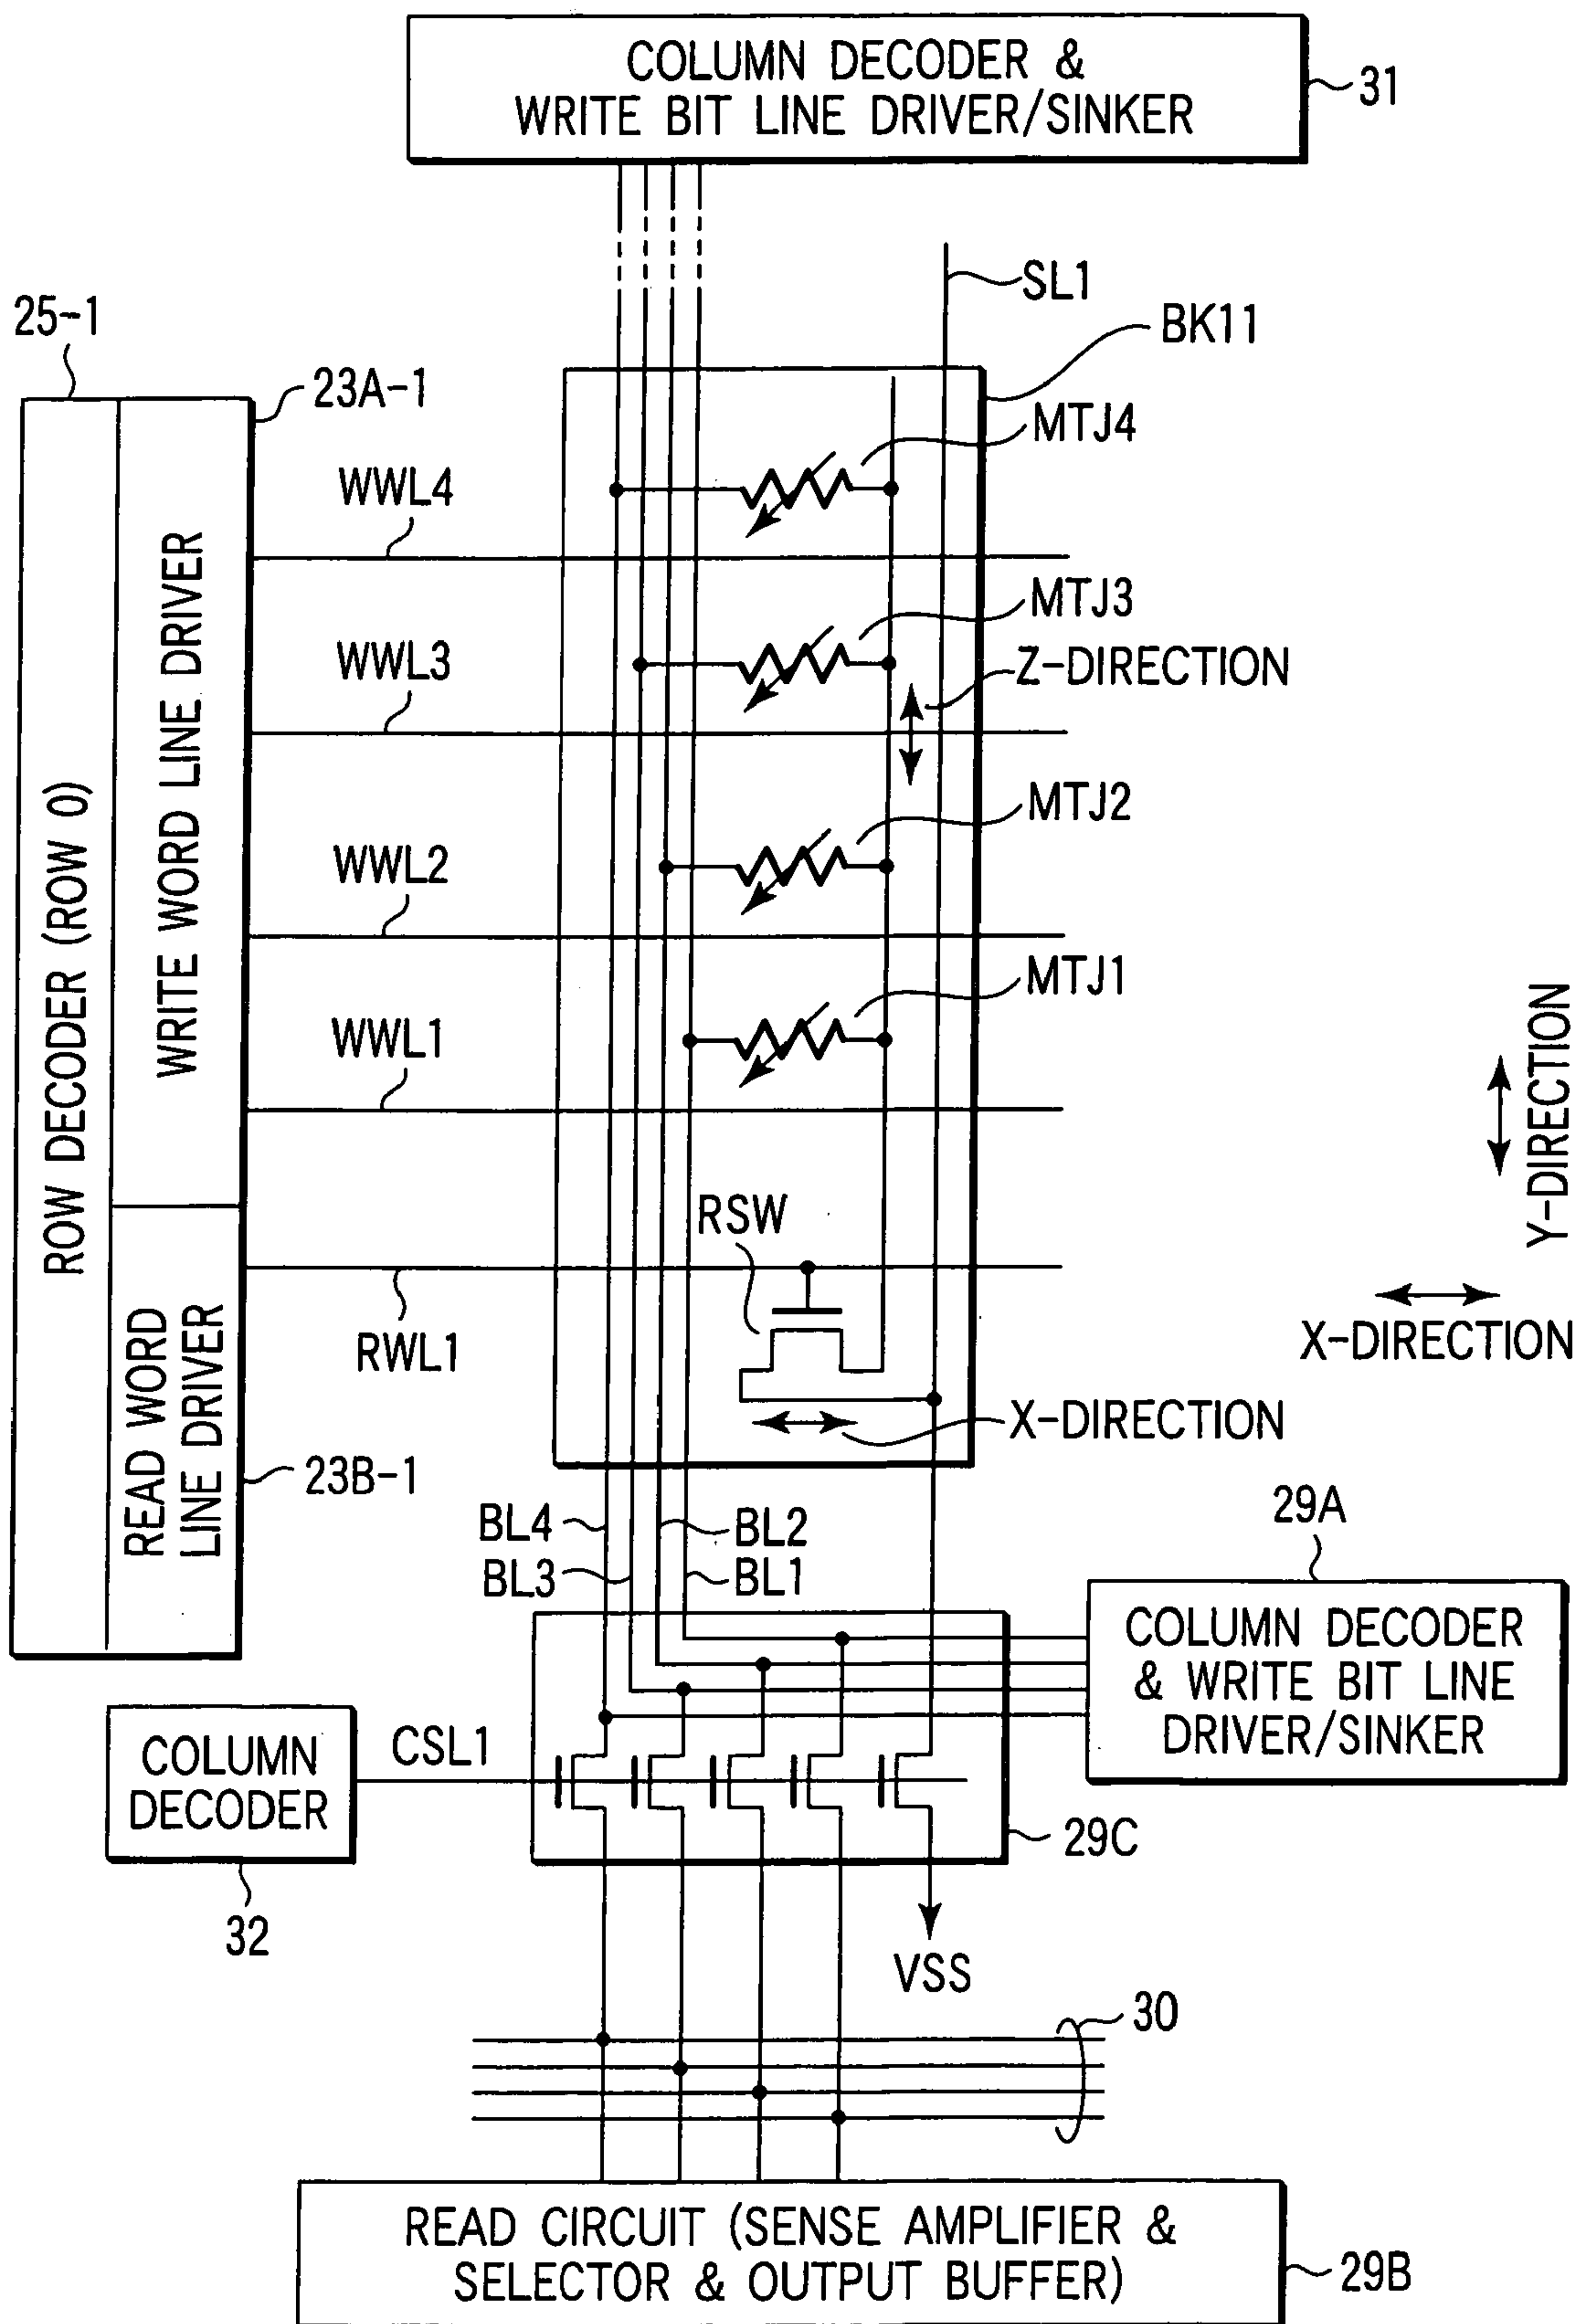 COLUMN DECODER &
WRITE BIT LINE DRIVER/SINKER
31
SL1
BK11
25-1
23A-1
MTJ4
WWL4
MTJ3
WWL3
Z-DIRECTION
MTJ2
WWL2
MTJ1
WWL1
ROW DECODER (ROW 0)
WRITE WORD LINE DRIVER
Y-DIRECTION
X-DIRECTION
RSW
RWL1
READ WORD
LINE DRIVER
X-DIRECTION
23B-1
BL4
BL2
BL3
BL1
29A
COLUMN DECODER
& WRITE BIT LINE
DRIVER/SINKER
COLUMN
DECODER
CSL1
29C
32
VSS
30
READ CIRCUIT (SENSE AMPLIFIER &
SELECTOR & OUTPUT BUFFER)
29B